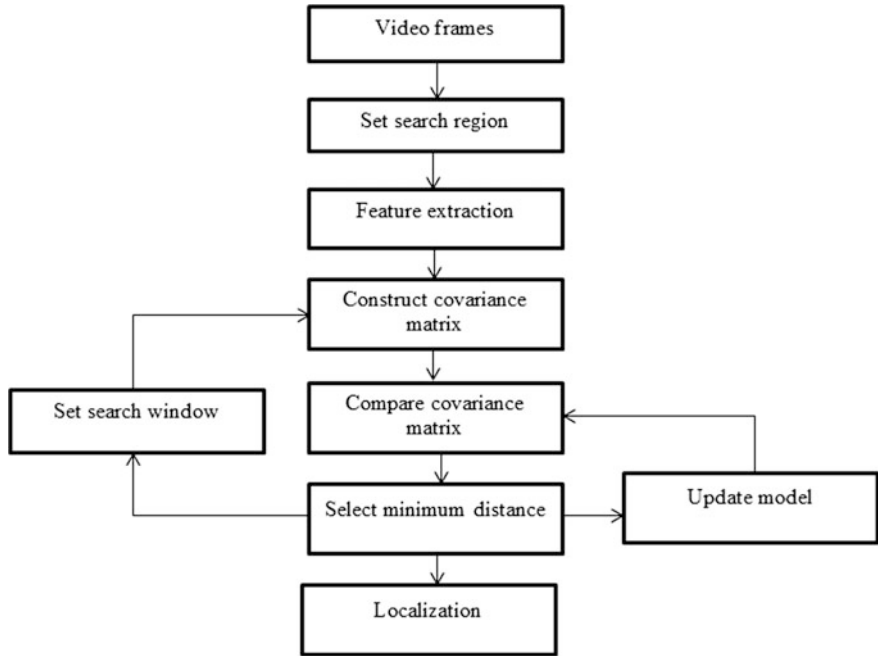 Video frames
Set search region
Feature extraction
Construct covariance
matrix
Set search window
Compare covariance
matrix
Select minimum distance
Update model
Localization